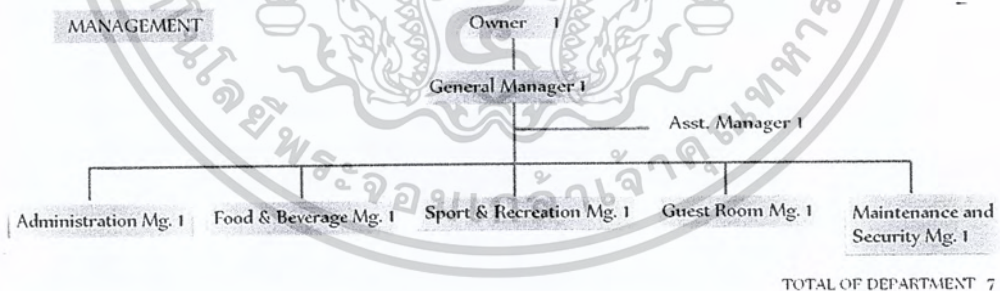 MANAGEMENT
Owner 1
General Manager 1
Asst. Manager 1
Administration Mg. 1
Food & Beverage Mg. 1
Sport & Recreation Mg. 1
Guest Room Mg. 1
Maintenance and
Security Mg. 1
TOTAL OF DEPARTMENT 7